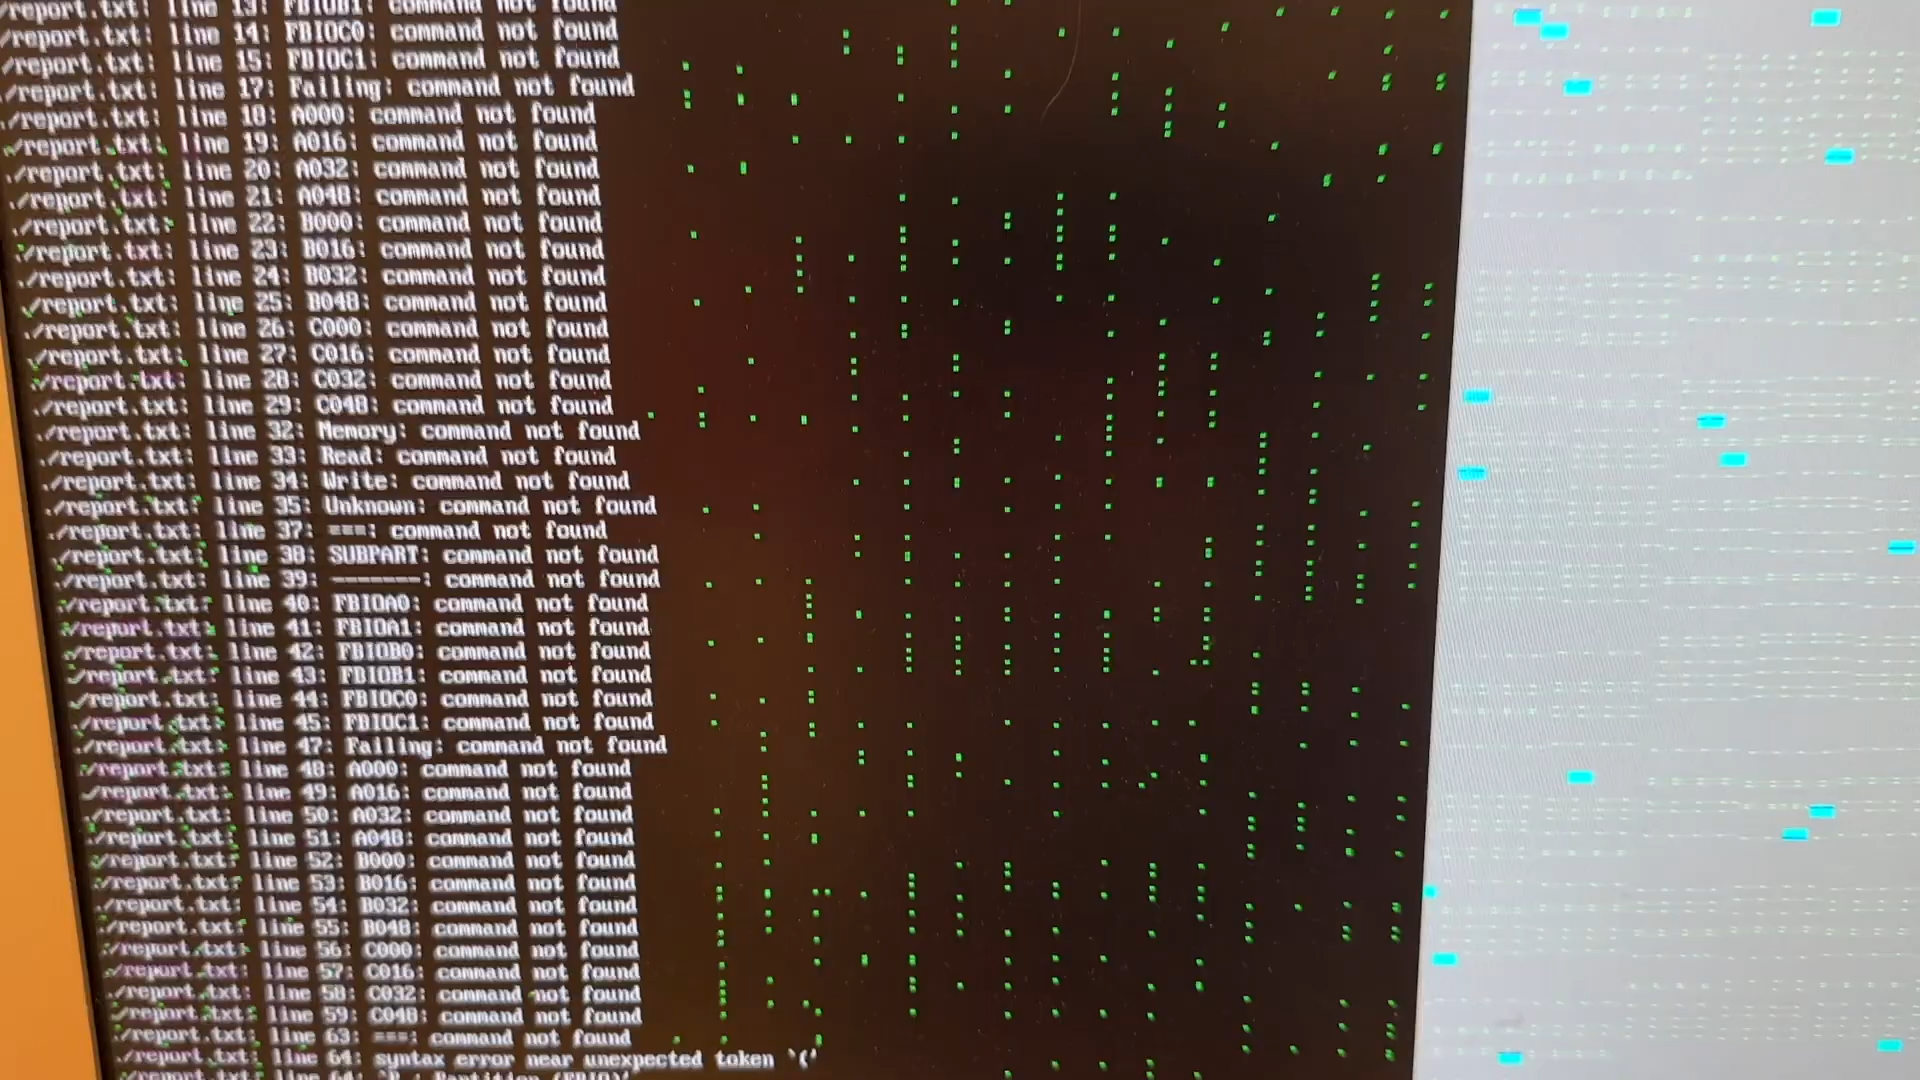 ./report.txt: line 13: FBIOB1: command not found
./report.txt: line 14: FBIOC0: command not found
./report.txt: line 15: FBIOC1: command not found
./report.txt: line 17: Failing: command not found
./report.txt: line 18: A000: command not found
./report.txt: line 19: A016: command not found
./report.txt: line 20: A032: command not found
./report.txt: line 21: A048: command not found
./report.txt: line 22: B000: command not found
./report.txt: line 23: B016: command not found
./report.txt: line 24: B032: command not found
./report.txt: line 25: B048: command not found
./report.txt: line 26: C000: command not found
./report.txt: line 27: C016: command not found
./report.txt: line 28: C032: command not found
./report.txt: line 29: C048: command not found
./report.txt: line 32: Memory: command not found
./report.txt: line 33: Read: command not found
./report.txt: line 34: Write: command not found
./report.txt: line 35: Unknown: command not found
./report.txt: line 37: ===: command not found
./report.txt: line 38: SUBPART: command not found
./report.txt: line 39: -------: command not found
./report.txt: line 40: FBIOA0: command not found
./report.txt: line 41: FBIOA1: command not found
./report.txt: line 42: FBIOB0: command not found
./report.txt: line 43: FBIOB1: command not found
./report.txt: line 44: FBIOC0: command not found
./report.txt: line 45: FBIOC1: command not found
./report.txt: line 47: Failing: command not found
./report.txt: line 48: A000: command not found
./report.txt: line 49: A016: command not found
./report.txt: line 50: A032: command not found
./report.txt: line 51: A048: command not found
./report.txt: line 52: B000: command not found
./report.txt: line 53: B016: command not found
./report.txt: line 54: B032: command not found
./report.txt: line 55: B048: command not found
./report.txt: line 56: C000: command not found
./report.txt: line 57: C016: command not found
./report.txt: line 58: C032: command not found
./report.txt: line 59: C048: command not found
./report.txt: line 63: ===: command not found
./report.txt: line 64: syntax error near unexpected token `('
./report.txt: line 64: Partition (FBIO)'